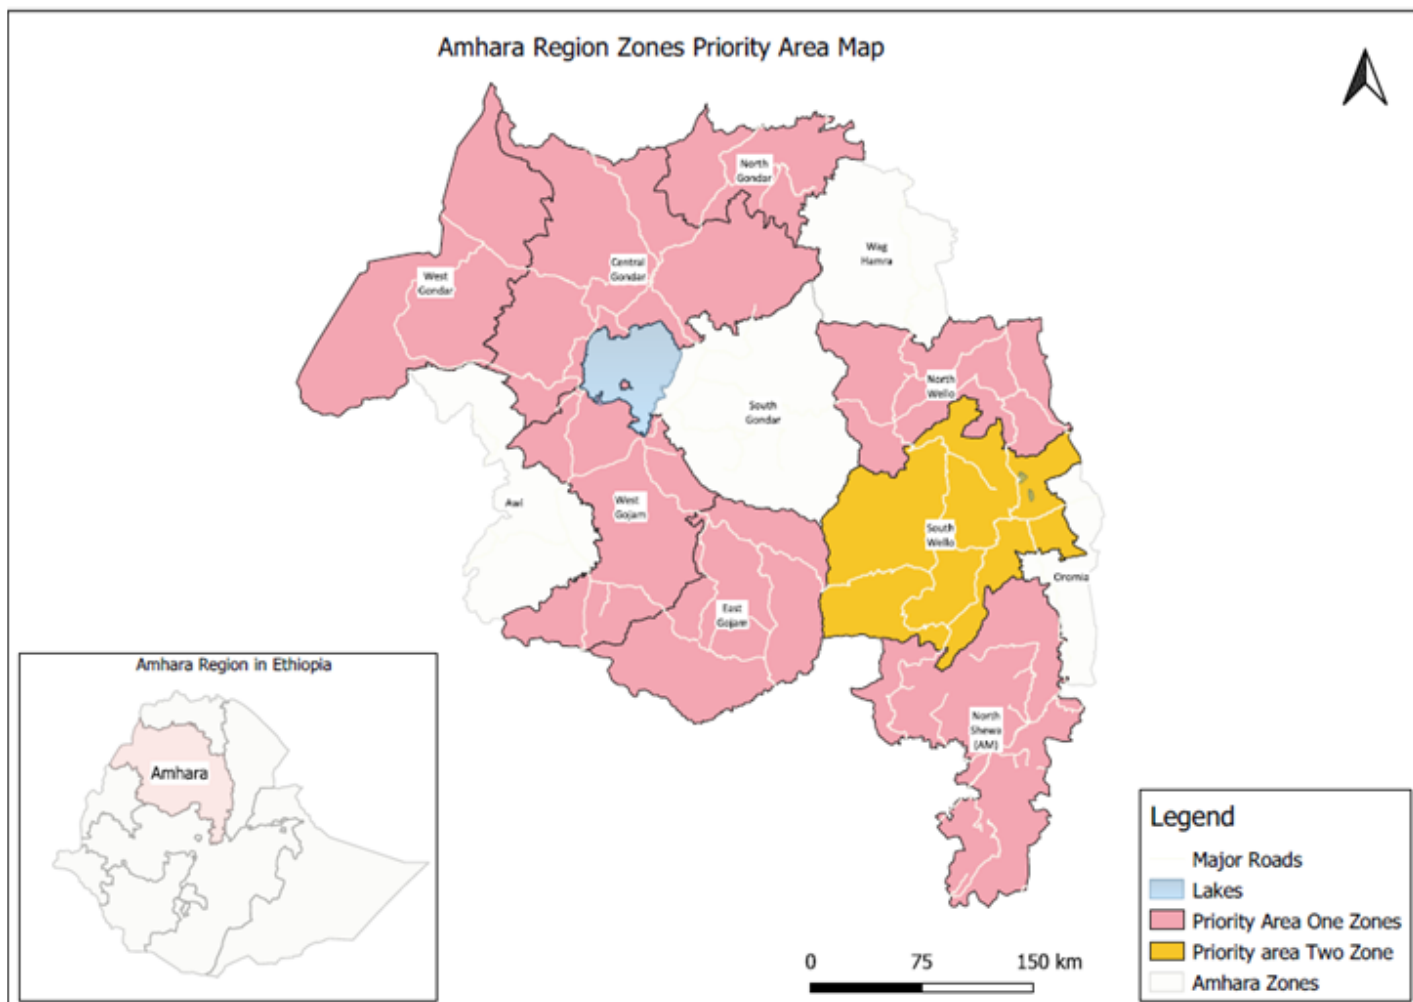 Amhara Region Zones Priority Area Map
North
Gondar
Wag
Hamra
Central
Gondar
West
Gondar
North
Wello
South
Gondar
Awi
West
Gojam
South
Wello
Oromia
East
Gojam
North
Shewa
(AM)
Amhara Region in Ethiopia
Amhara
Legend
Major Roads
Lakes
Priority Area One Zones
Priority area Two Zone
Amhara Zones
0 75 150 km